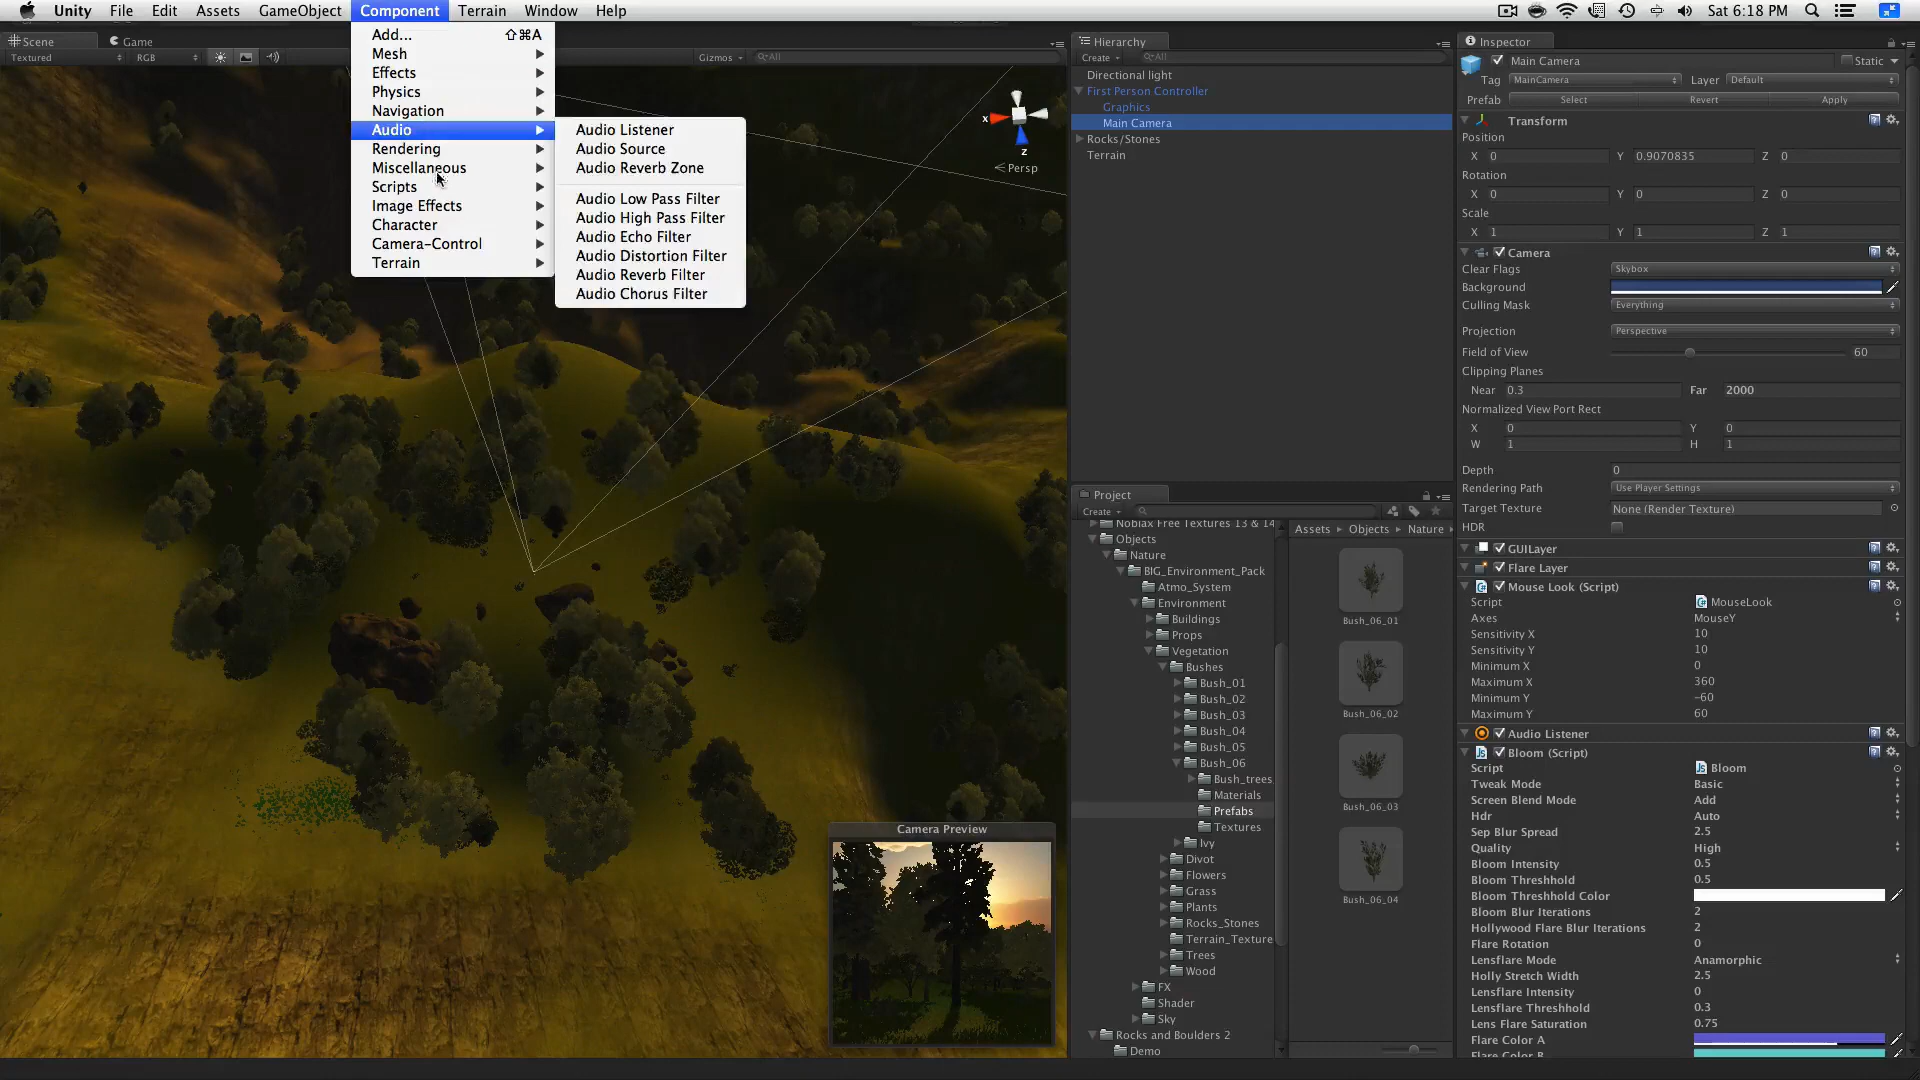 Unity File Edit Assets GameObject Component Terrain Window Help Sat 6:18 PM
Scene Game
Textured RGB Gizmos All
Add... ⇧⌘A
Mesh
Effects
Physics
Navigation
Audio
Rendering
Miscellaneous
Scripts
Image Effects
Character
Camera-Control
Terrain
Audio Listener
Audio Source
Audio Reverb Zone
Audio Low Pass Filter
Audio High Pass Filter
Audio Echo Filter
Audio Distortion Filter
Audio Reverb Filter
Audio Chorus Filter
x
z
Persp
Camera Preview
Hierarchy
Create All
Directional light
First Person Controller
Graphics
Main Camera
Rocks/Stones
Terrain
Project
Create
Nobiax Free Textures 13 & 14
Objects
Nature
BIG_Environment_Pack
Atmo_System
Environment
Buildings
Props
Vegetation
Bushes
Bush_01
Bush_02
Bush_03
Bush_04
Bush_05
Bush_06
Bush_trees
Materials
Prefabs
Textures
Ivy
Divot
Flowers
Grass
Plants
Rocks_Stones
Terrain_Texture
Trees
Wood
FX
Shader
Sky
Rocks and Boulders 2
Demo
Assets Objects Nature
Bush_06_01
Bush_06_02
Bush_06_03
Bush_06_04
Inspector
Main Camera Static
Tag MainCamera Layer Default
Prefab Select Revert Apply
Transform
Position
X 0 Y 0.9070835 Z 0
Rotation
X 0 Y 0 Z 0
Scale
X 1 Y 1 Z 1
Camera
Clear Flags Skybox
Background
Culling Mask Everything
Projection Perspective
Field of View 60
Clipping Planes
Near 0.3 Far 2000
Normalized View Port Rect
X 0 Y 0
W 1 H 1
Depth 0
Rendering Path Use Player Settings
Target Texture None (Render Texture)
HDR
GUILayer
Flare Layer
Mouse Look (Script)
Script MouseLook
Axes MouseY
Sensitivity X 10
Sensitivity Y 10
Minimum X 0
Maximum X 360
Minimum Y -60
Maximum Y 60
Audio Listener
Bloom (Script)
Script Bloom
Tweak Mode Basic
Screen Blend Mode Add
Hdr Auto
Sep Blur Spread 2.5
Quality High
Bloom Intensity 0.5
Bloom Threshhold 0.5
Bloom Threshhold Color
Bloom Blur Iterations 2
Hollywood Flare Blur Iterations 2
Flare Rotation 0
Lensflare Mode Anamorphic
Holly Stretch Width 2.5
Lensflare Intensity 0
Lensflare Threshhold 0.3
Lens Flare Saturation 0.75
Flare Color A
Flare Color B